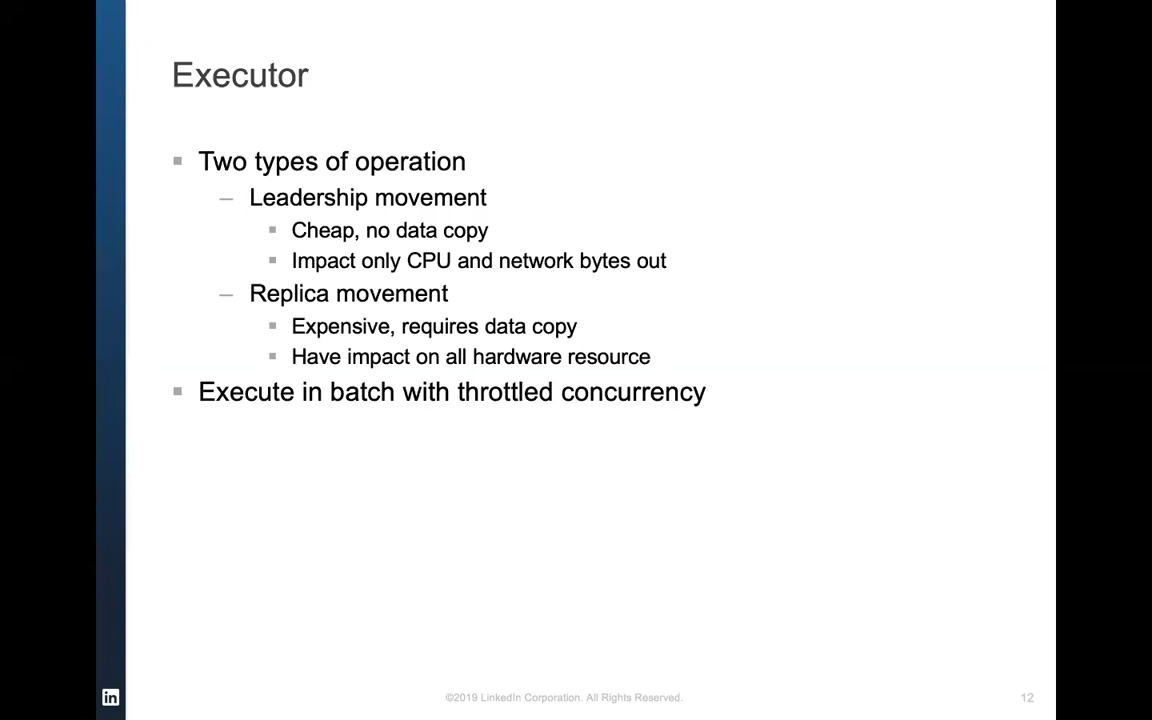 Executor
Two types of operation
Leadership movement
Cheap, no data copy
Impact only CPU and network bytes out
Replica movement
Expensive, requires data copy
Have impact on all hardware resource
Execute in batch with throttled concurrency
in
©2019 LinkedIn Corporation. All Rights Reserved.
12